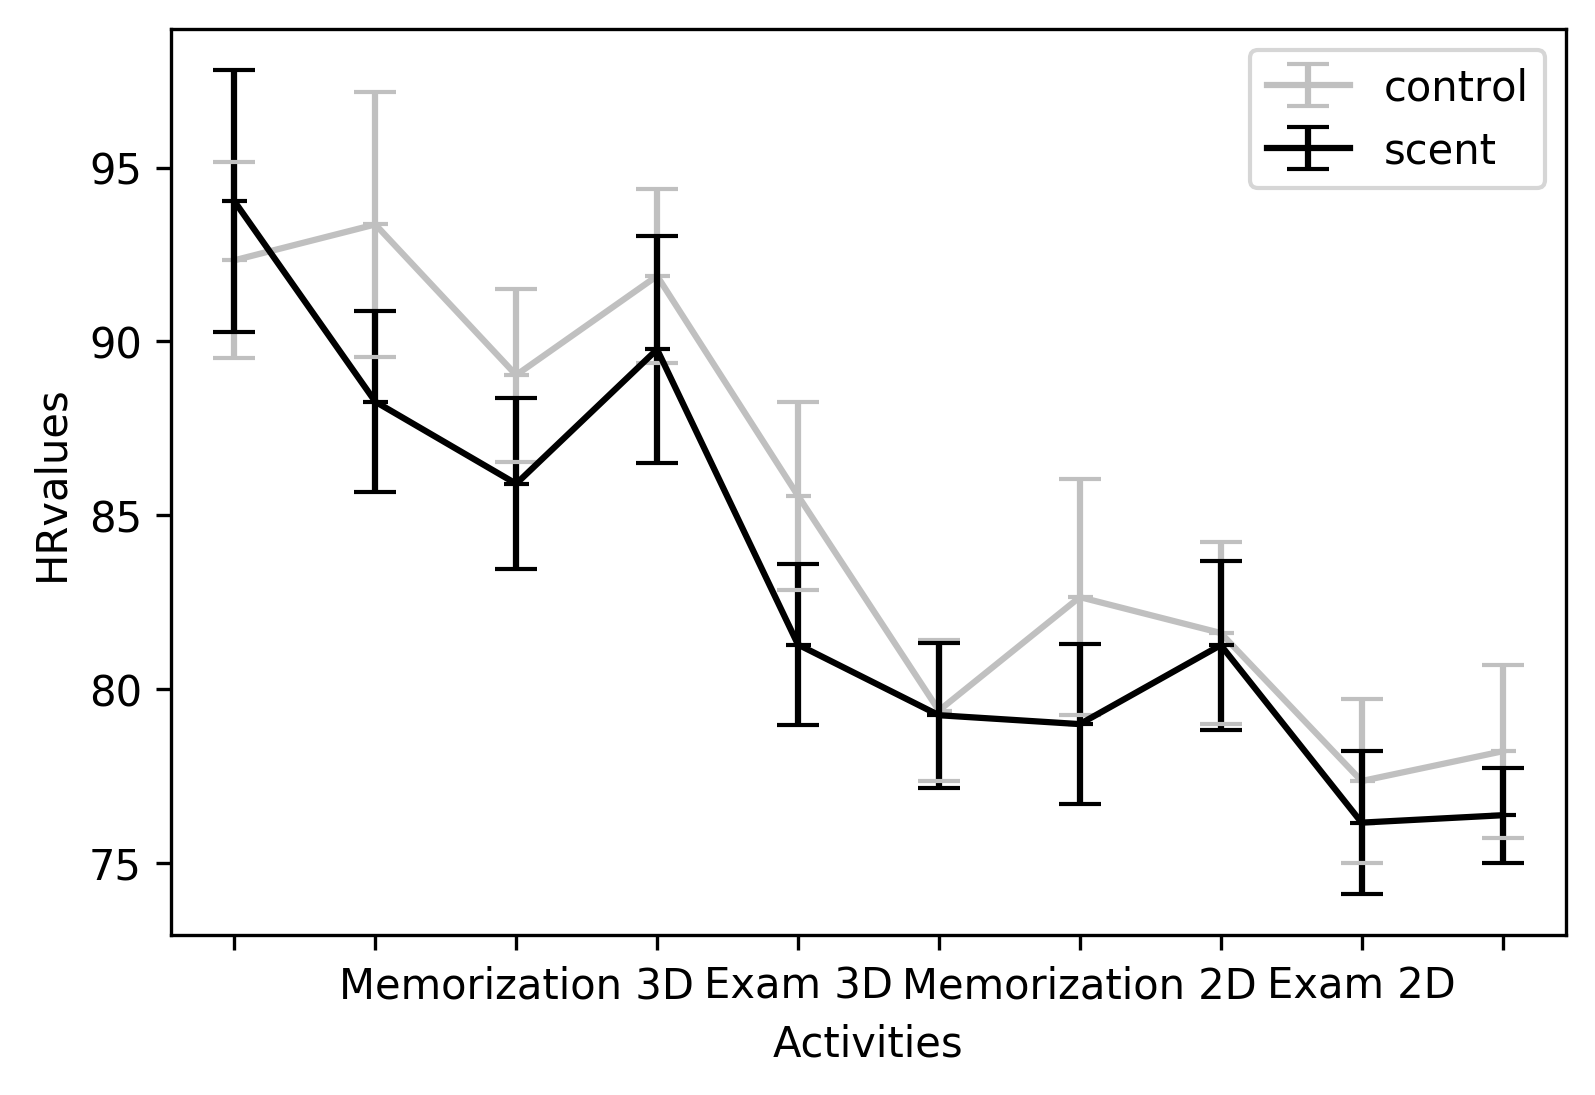 control
scent
95
90
85
80
75
HRvalues
Memorization 3D Exam 3D Memorization 2D Exam 2D
Activities